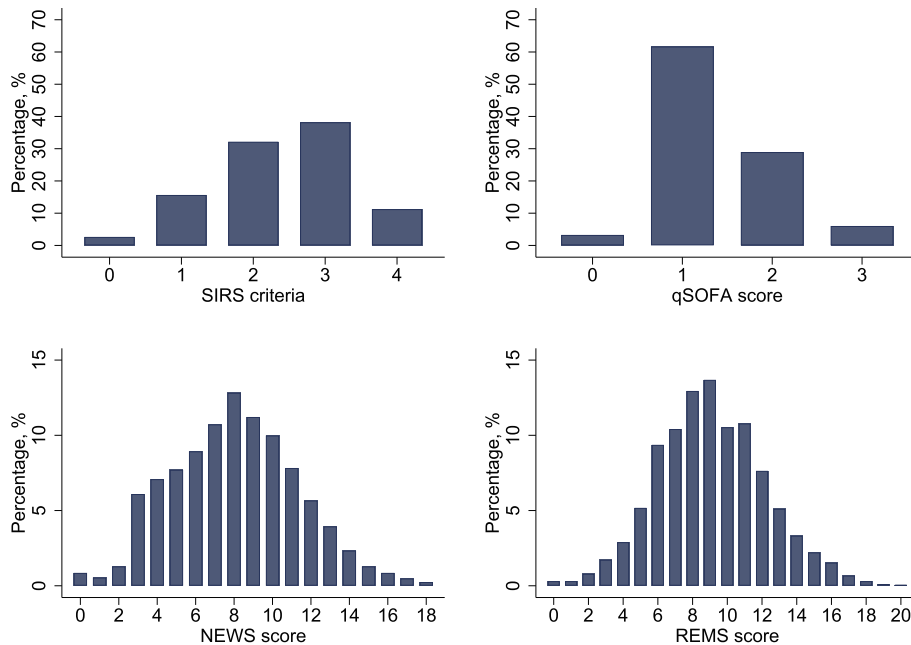 Percentage, %
70
60
50
40
30
20
10
0
0 1 2 3 4
SIRS criteria
Percentage, %
70
60
50
40
30
20
10
0
0 1 2 3
qSOFA score
Percentage, %
15
10
5
0
0 2 4 6 8 10 12 14 16 18
NEWS score
Percentage, %
15
10
5
0
0 2 4 6 8 10 12 14 16 18 20
REMS score